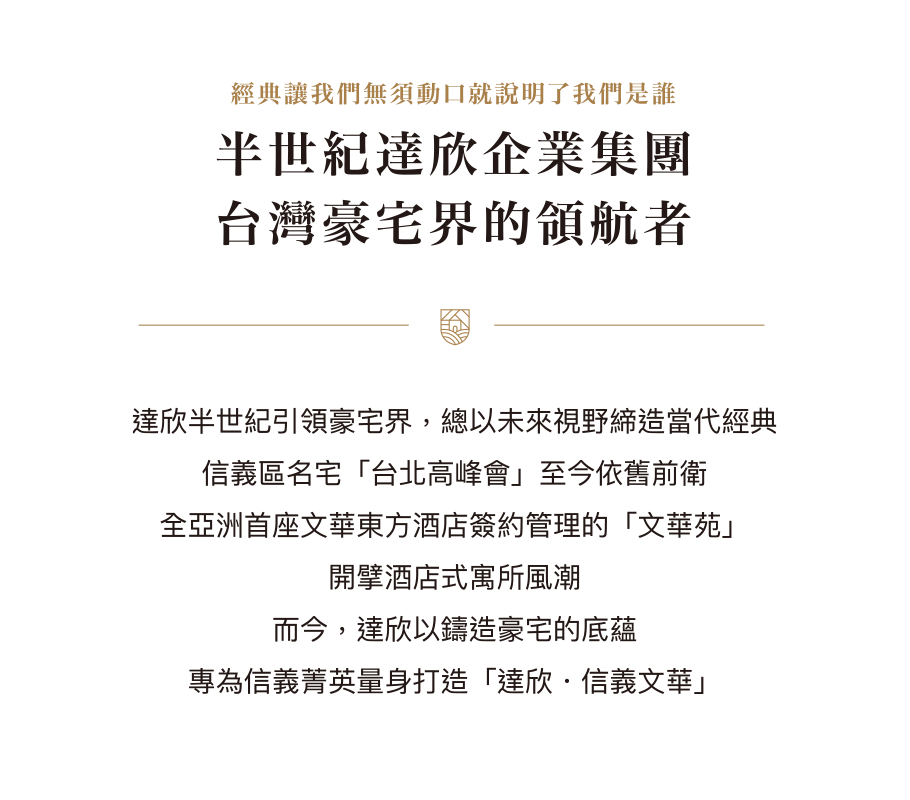 經典讓我們無須動口就說明了我們是誰
半世紀達欣企業集團
台灣豪宅界的領航者
達欣半世紀引領豪宅界，總以未來視野締造當代經典
信義區名宅「台北高峰會」至今依舊前衛
全亞洲首座文華東方酒店簽約管理的「文華苑」
開擘酒店式寓所風潮
而今，達欣以鑄造豪宅的底蘊
專為信義菁英量身打造「達欣．信義文華」